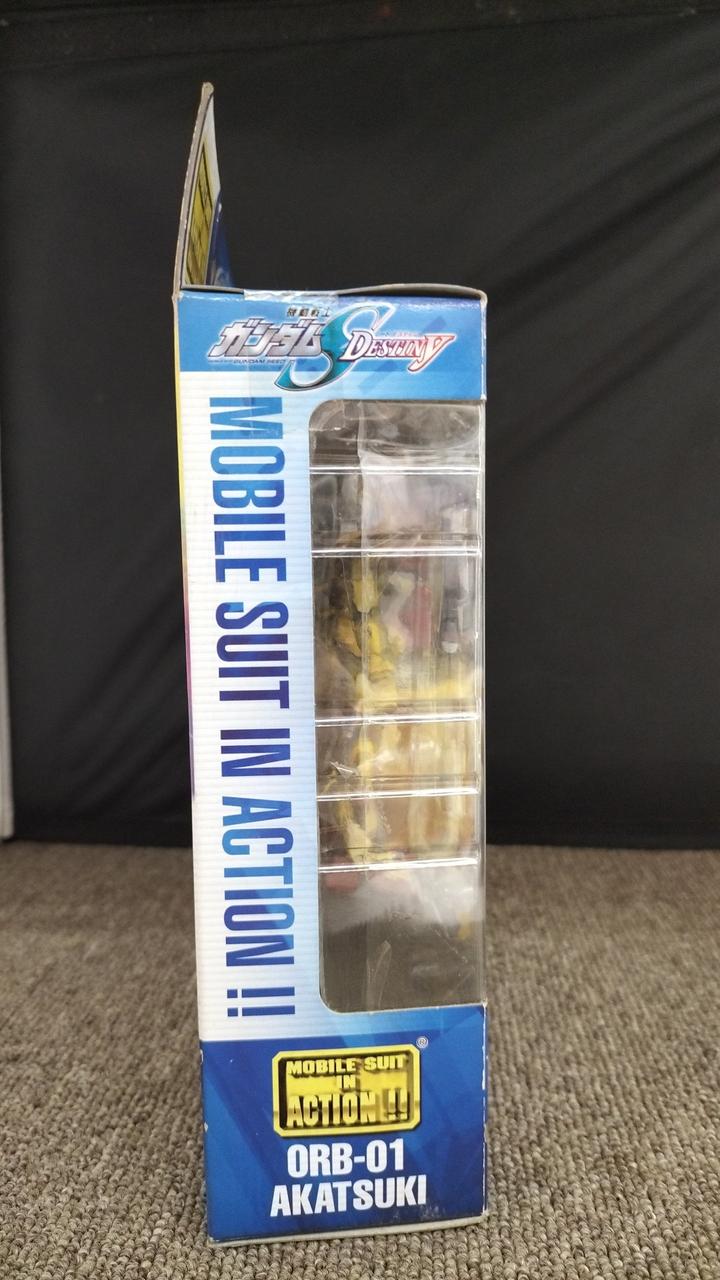 機動戦士
ガンダム
GUNDAM SEED
DESTINY
MOBILE SUIT IN ACTION !!
®
MOBILE SUIT
IN
ACTION !!
ORB-01
AKATSUKI